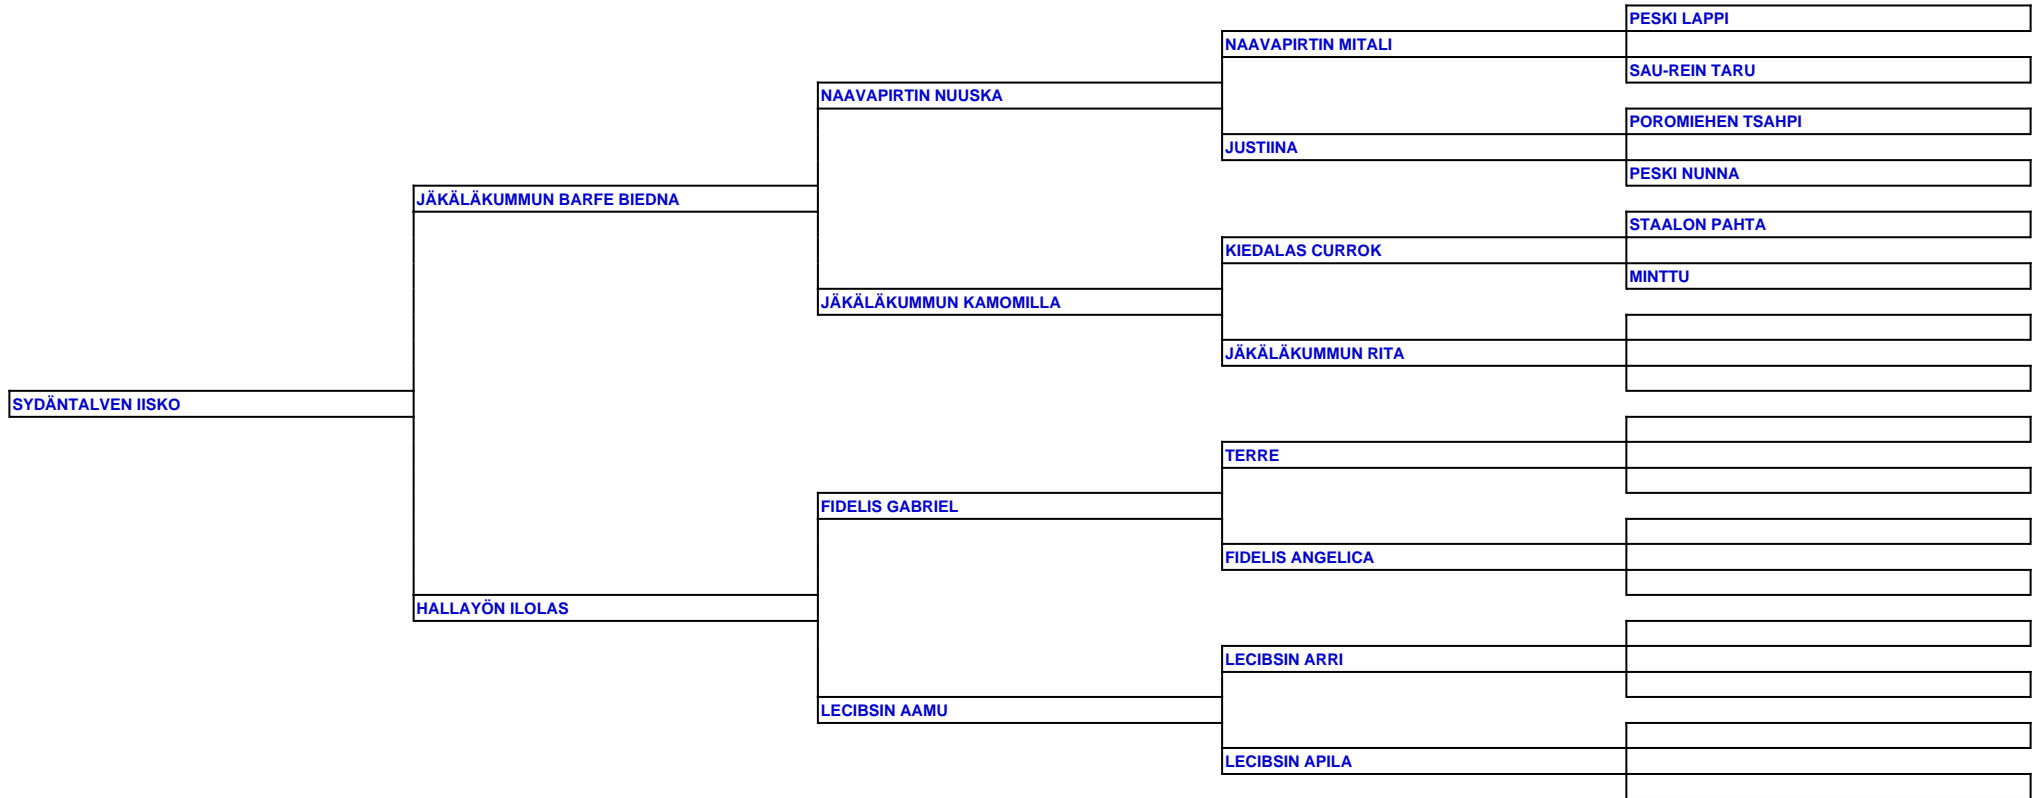 PESKI LAPPI
NAAVAPIRTIN MITALI
SAU-REIN TARU
NAAVAPIRTIN NUUSKA
POROMIEHEN TSAHPI
JUSTIINA
PESKI NUNNA
JÄKÄLÄKUMMUN BARFE BIEDNA
STAALON PAHTA
KIEDALAS CURROK
MINTTU
JÄKÄLÄKUMMUN KAMOMILLA
JÄKÄLÄKUMMUN RITA
SYDÄNTALVEN IISKO
TERRE
FIDELIS GABRIEL
FIDELIS ANGELICA
HALLAYÖN ILOLAS
LECIBSIN ARRI
LECIBSIN AAMU
LECIBSIN APILA